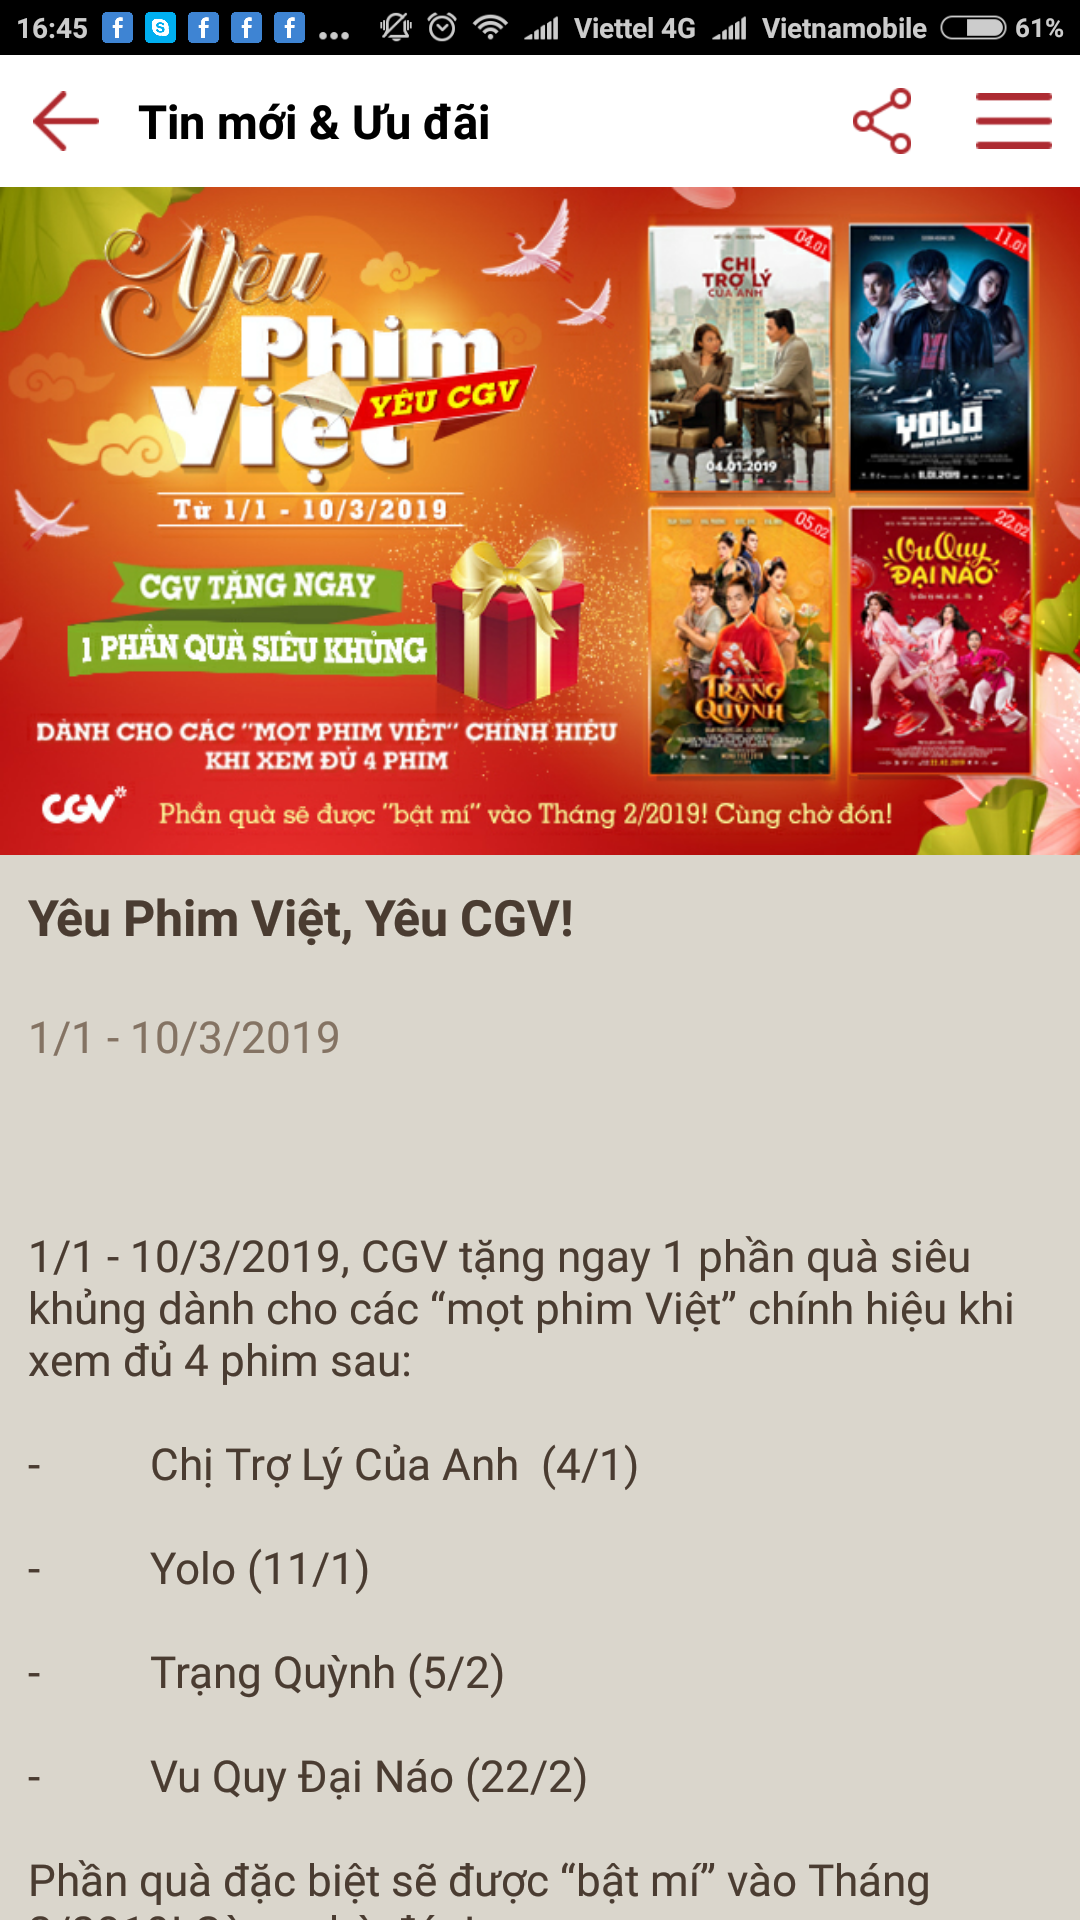 16:45 Viettel 4G Vietnamobile 61%
Tin mới & Ưu đãi
Yêu
Phim
Việt
YÊU CGV
Từ 1/1 - 10/3/2019
CGV TẶNG NGAY
1 PHẦN QUÀ SIÊU KHỦNG
DÀNH CHO CÁC "MỌT PHIM VIỆT" CHÍNH HIỆU
KHI XEM ĐỦ 4 PHIM
CGV
Phần quà sẽ được "bật mí" vào Tháng 2/2019! Cùng chờ đón!
04.01
CHỊ
TRỢ LÝ
CỦA ANH
04.01.2019
11.01
YOLO
11.01.2019
05.02
TRẠNG
QUỲNH
22.02
Vu Quy
ĐẠI NÁO
22.02.2019
Yêu Phim Việt, Yêu CGV!
1/1 - 10/3/2019
1/1 - 10/3/2019, CGV tặng ngay 1 phần quà siêu
khủng dành cho các “mọt phim Việt” chính hiệu khi
xem đủ 4 phim sau:
- Chị Trợ Lý Của Anh (4/1)
- Yolo (11/1)
- Trạng Quỳnh (5/2)
- Vu Quy Đại Náo (22/2)
Phần quà đặc biệt sẽ được “bật mí” vào Tháng